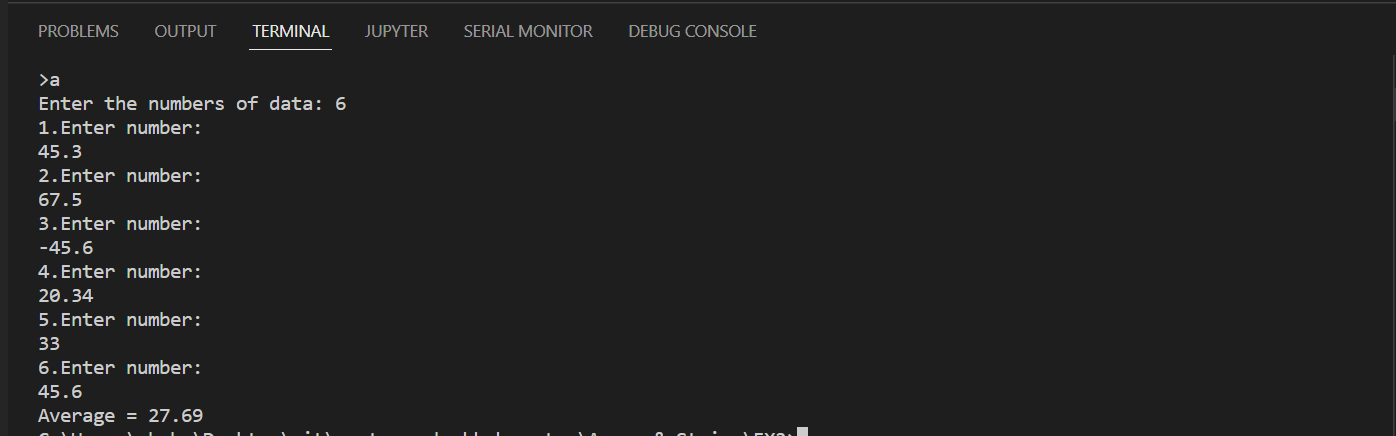 PROBLEMS OUTPUT TERMINAL JUPYTER SERIAL MONITOR DEBUG CONSOLE
>a
Enter the numbers of data: 6
1.Enter number:
45.3
2.Enter number:
67.5
3.Enter number:
-45.6
4.Enter number:
20.34
5.Enter number:
33
6.Enter number:
45.6
Average = 27.69